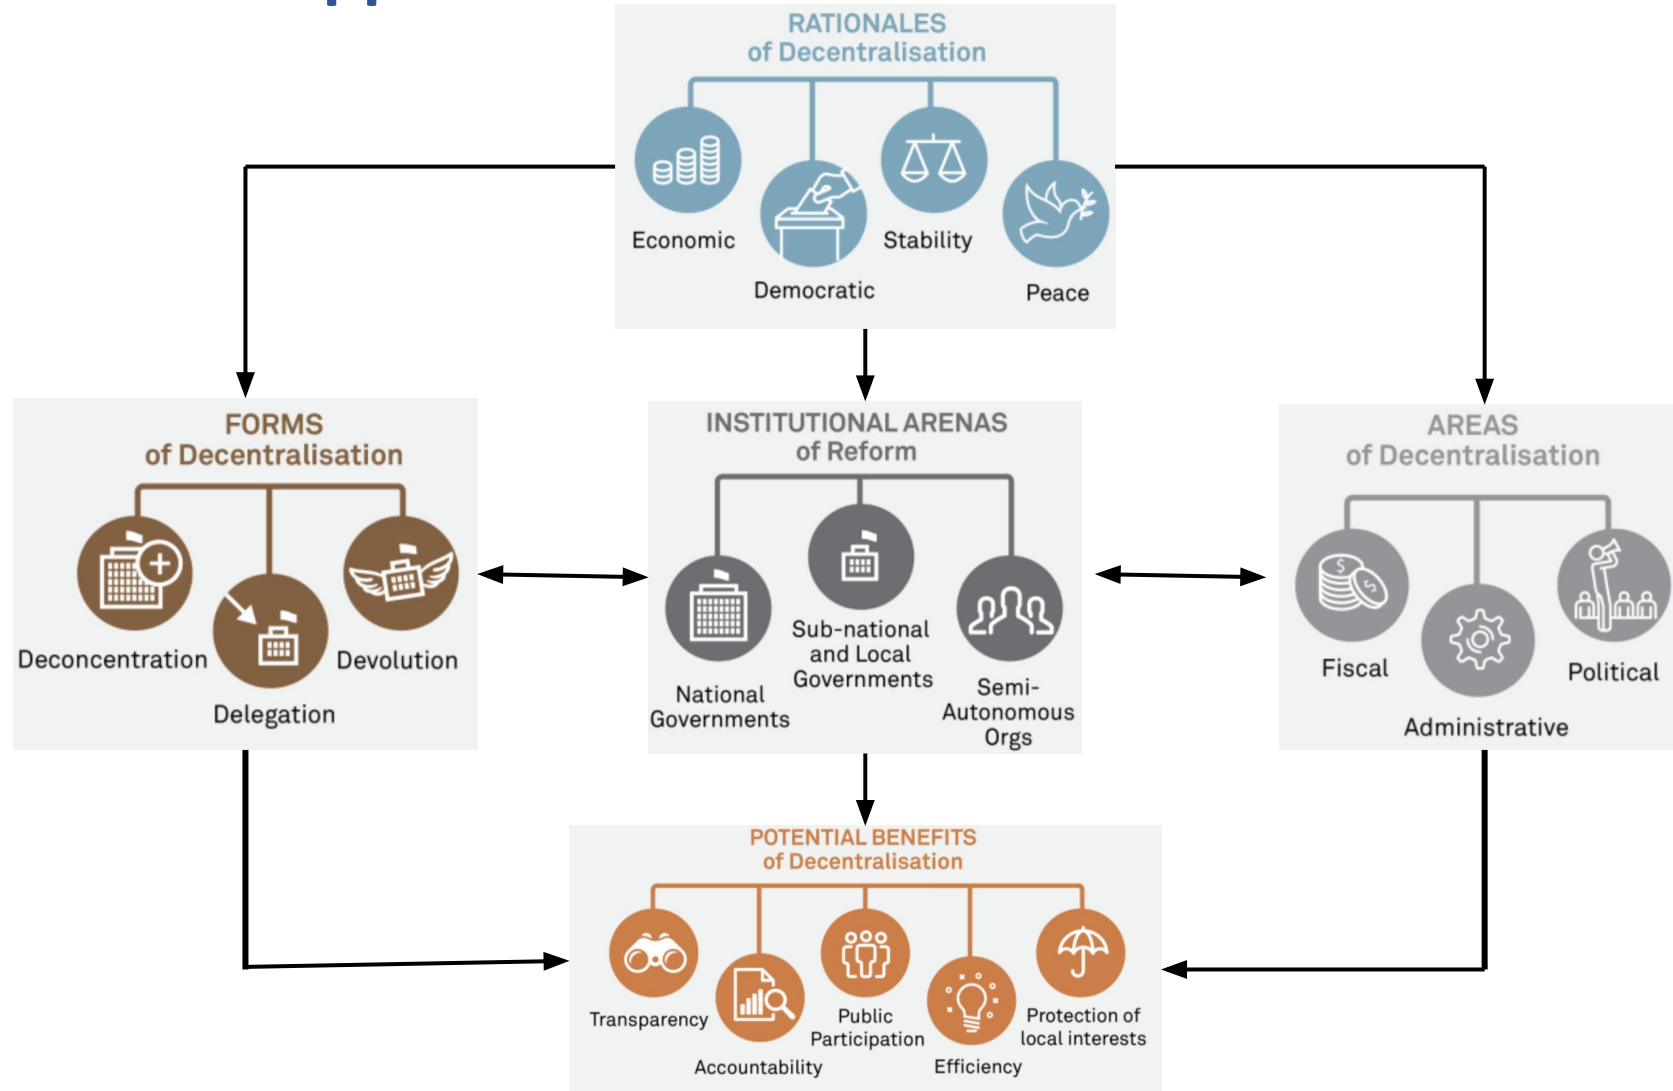 RATIONALES
of Decentralisation
Economic
Democratic
Stability
Peace
FORMS
of Decentralisation
Deconcentration
Delegation
Devolution
INSTITUTIONAL ARENAS
of Reform
National
Governments
Sub-national
and Local
Governments
Semi-
Autonomous
Orgs
AREAS
of Decentralisation
Fiscal
Administrative
Political
POTENTIAL BENEFITS
of Decentralisation
Transparency
Accountability
Public
Participation
Efficiency
Protection of
local interests